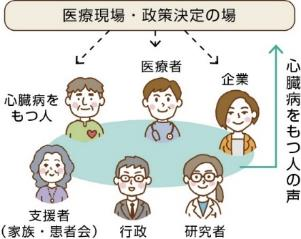 医療現場・政策決定の場
医療者
企業
心臓病を
もつ人
心臓病をもつ人の声
支援者
(家族・患者会)
行政
研究者